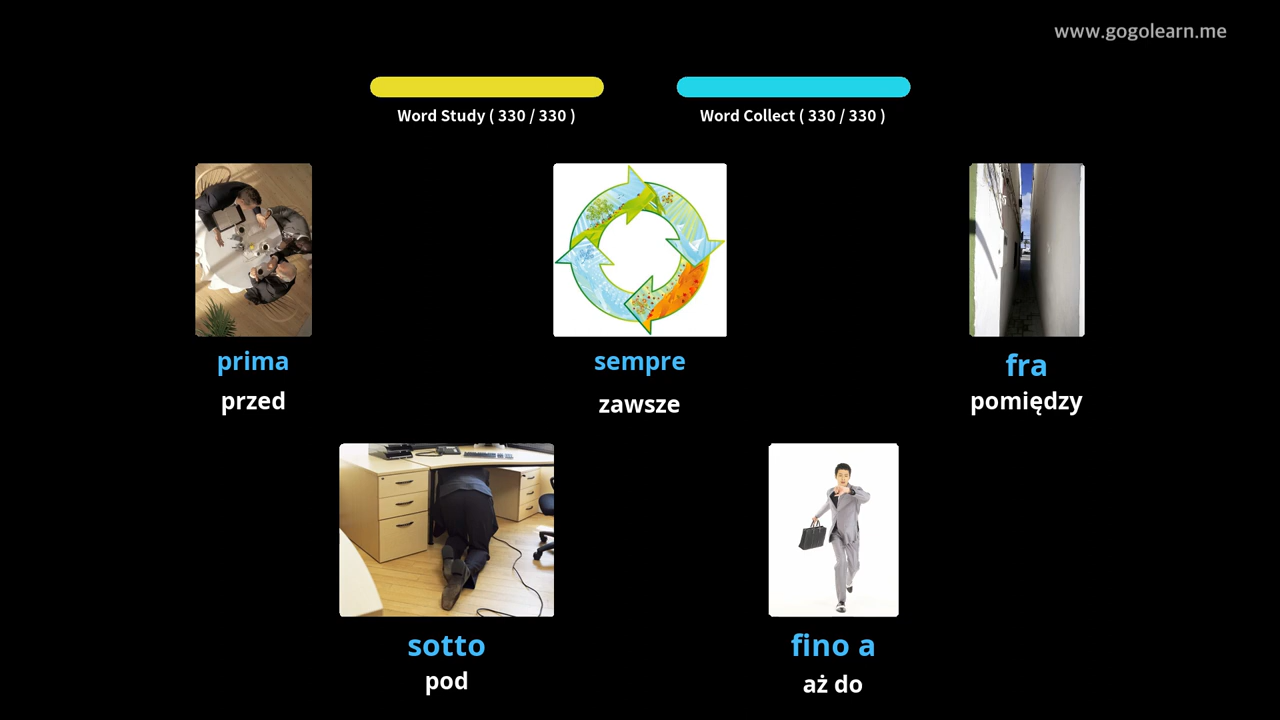 www.gogolearn.me
Word Study ( 330 / 330 )
Word Collect ( 330 / 330 )
prima
przed
sempre
zawsze
fra
pomiędzy
sotto
pod
fino a
aż do